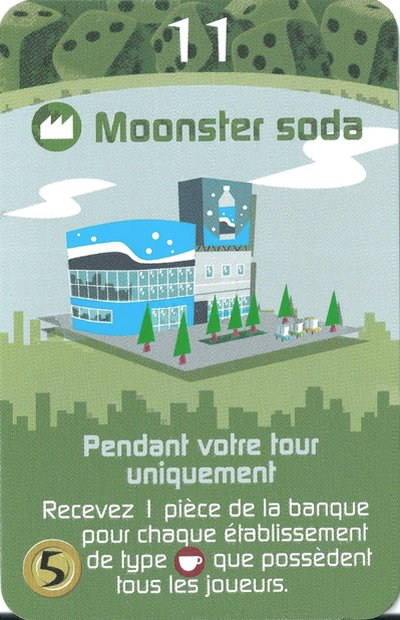 11
Moonster soda
Pendant votre tour
uniquement
Recevez 1 pièce de la banque
pour chaque établissement
de type que possèdent
tous les joueurs.
5